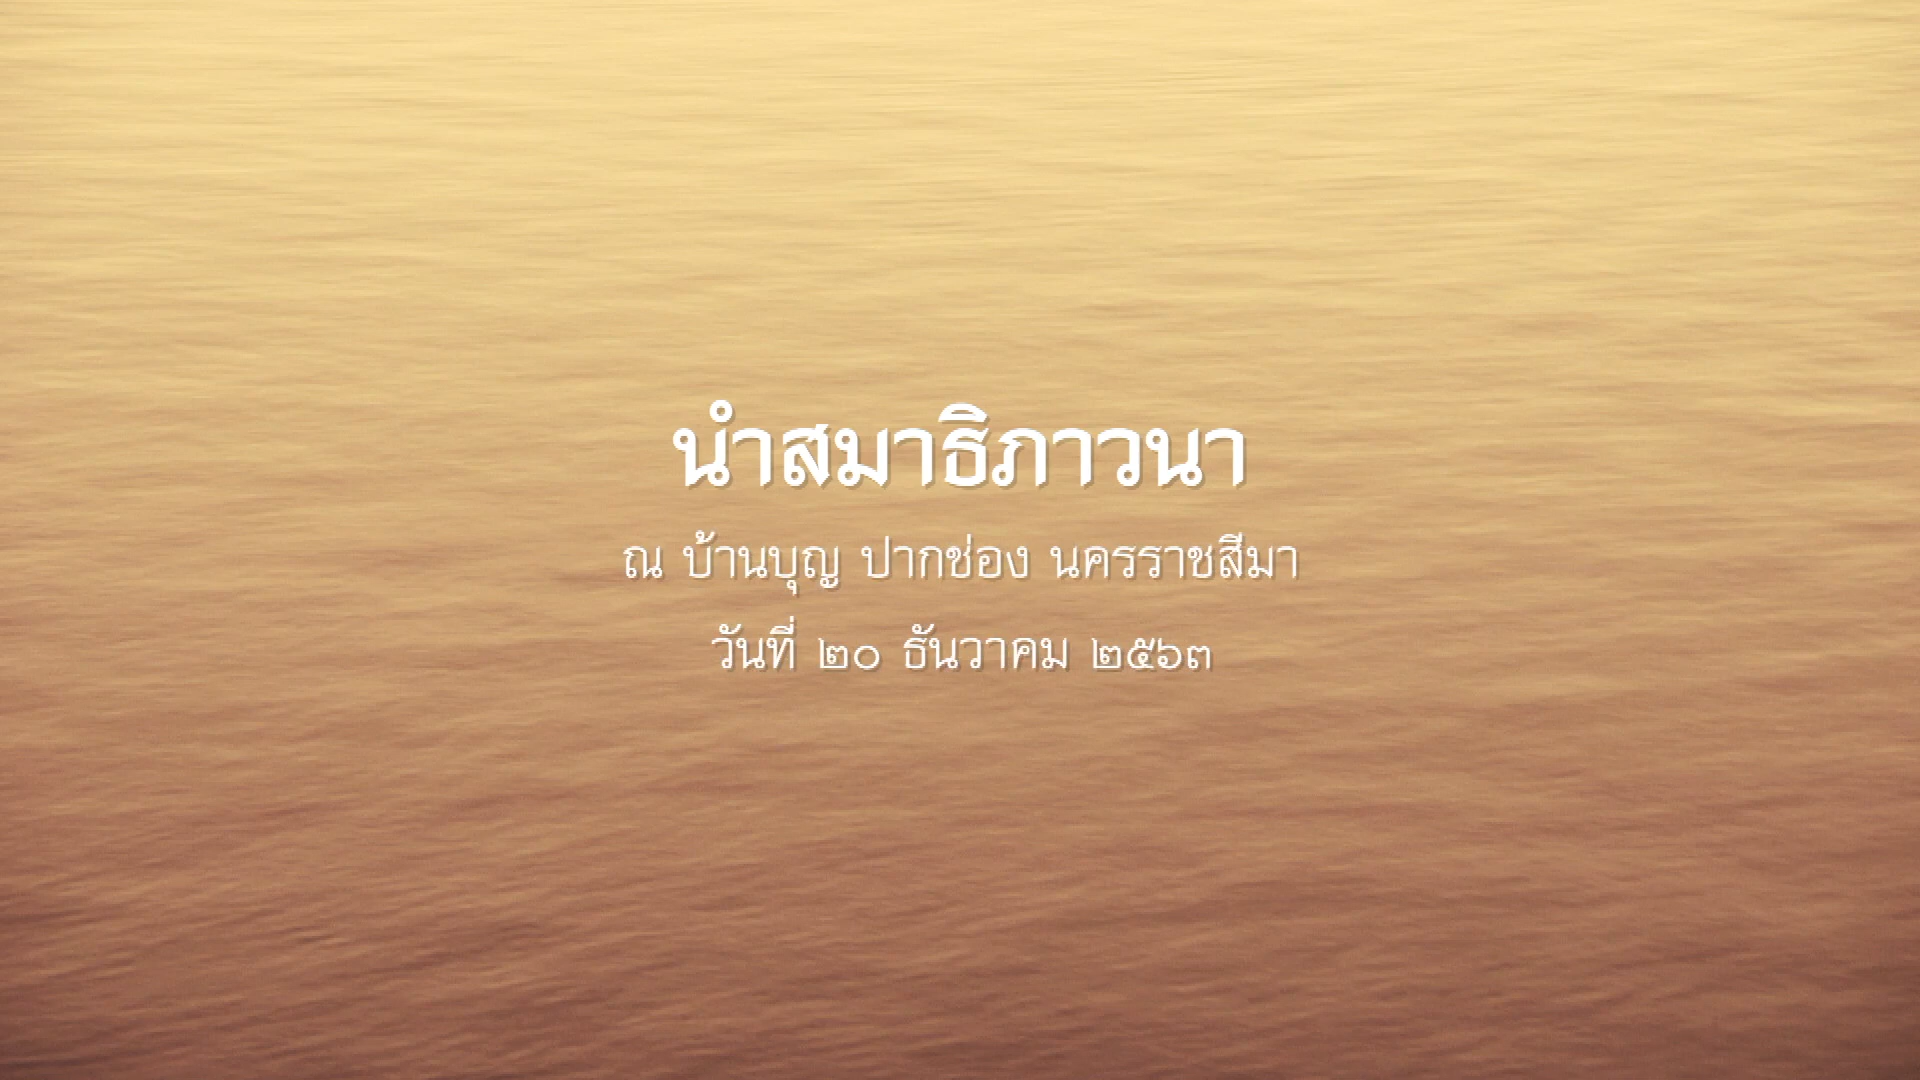 นำสมาธิภาวนา
ณ บ้านบุญ ปากช่อง นครราชสีมา
วันที่ ๒๐ ธันวาคม ๒๕๖๓